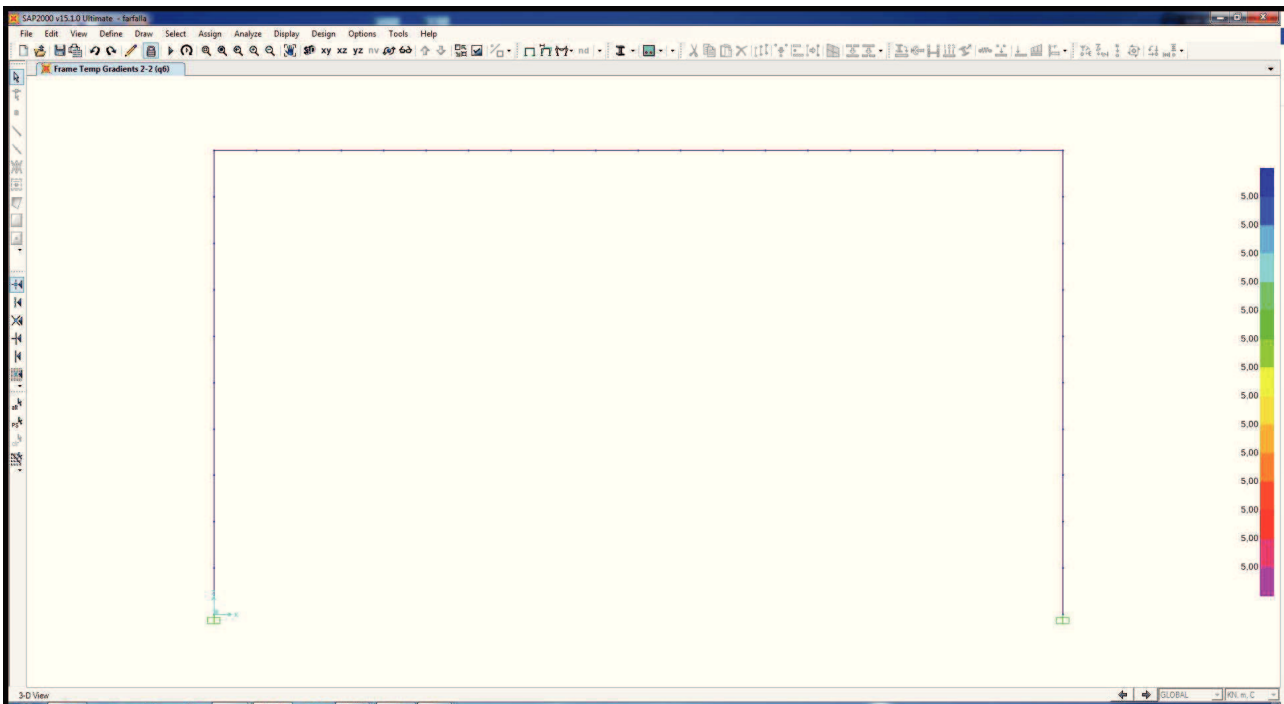 SAP2000 v15.1.0 Ultimate - farfalla
File Edit View Define Draw Select Assign Analyze Display Design Options Tools Help
xy xz yz nv nd
Frame Temp Gradients 2-2 (q6)
5,00
5,00
5,00
5,00
5,00
5,00
5,00
5,00
5,00
5,00
5,00
5,00
5,00
5,00
all
PS
X
3-D View
GLOBAL
KN, m, C